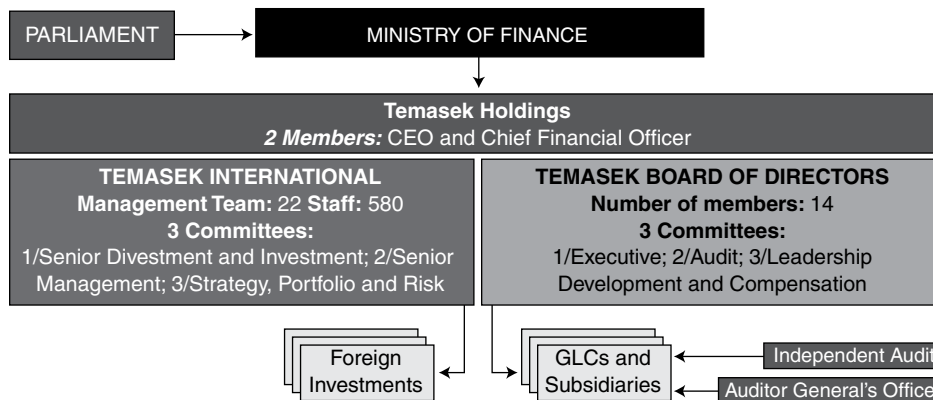 PARLIAMENT
MINISTRY OF FINANCE
Temasek Holdings
2 Members: CEO and Chief Financial Officer
TEMASEK INTERNATIONAL
Management Team: 22 Staff: 580
3 Committees:
1/Senior Divestment and Investment; 2/Senior
Management; 3/Strategy, Portfolio and Risk
TEMASEK BOARD OF DIRECTORS
Number of members: 14
3 Committees:
1/Executive; 2/Audit; 3/Leadership
Development and Compensation
Foreign
Investments
GLCs and
Subsidiaries
Independent Audit
Auditor General's Office